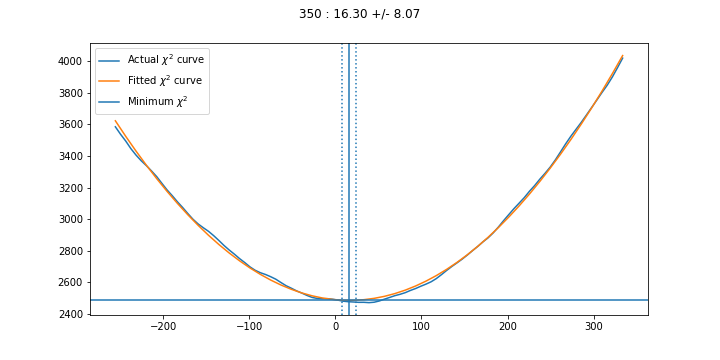 350 : 16.30 +/- 8.07
Actual χ² curve
Fitted χ² curve
Minimum χ²
4000
3800
3600
3400
3200
3000
2800
2600
2400
−200 −100 0 100 200 300